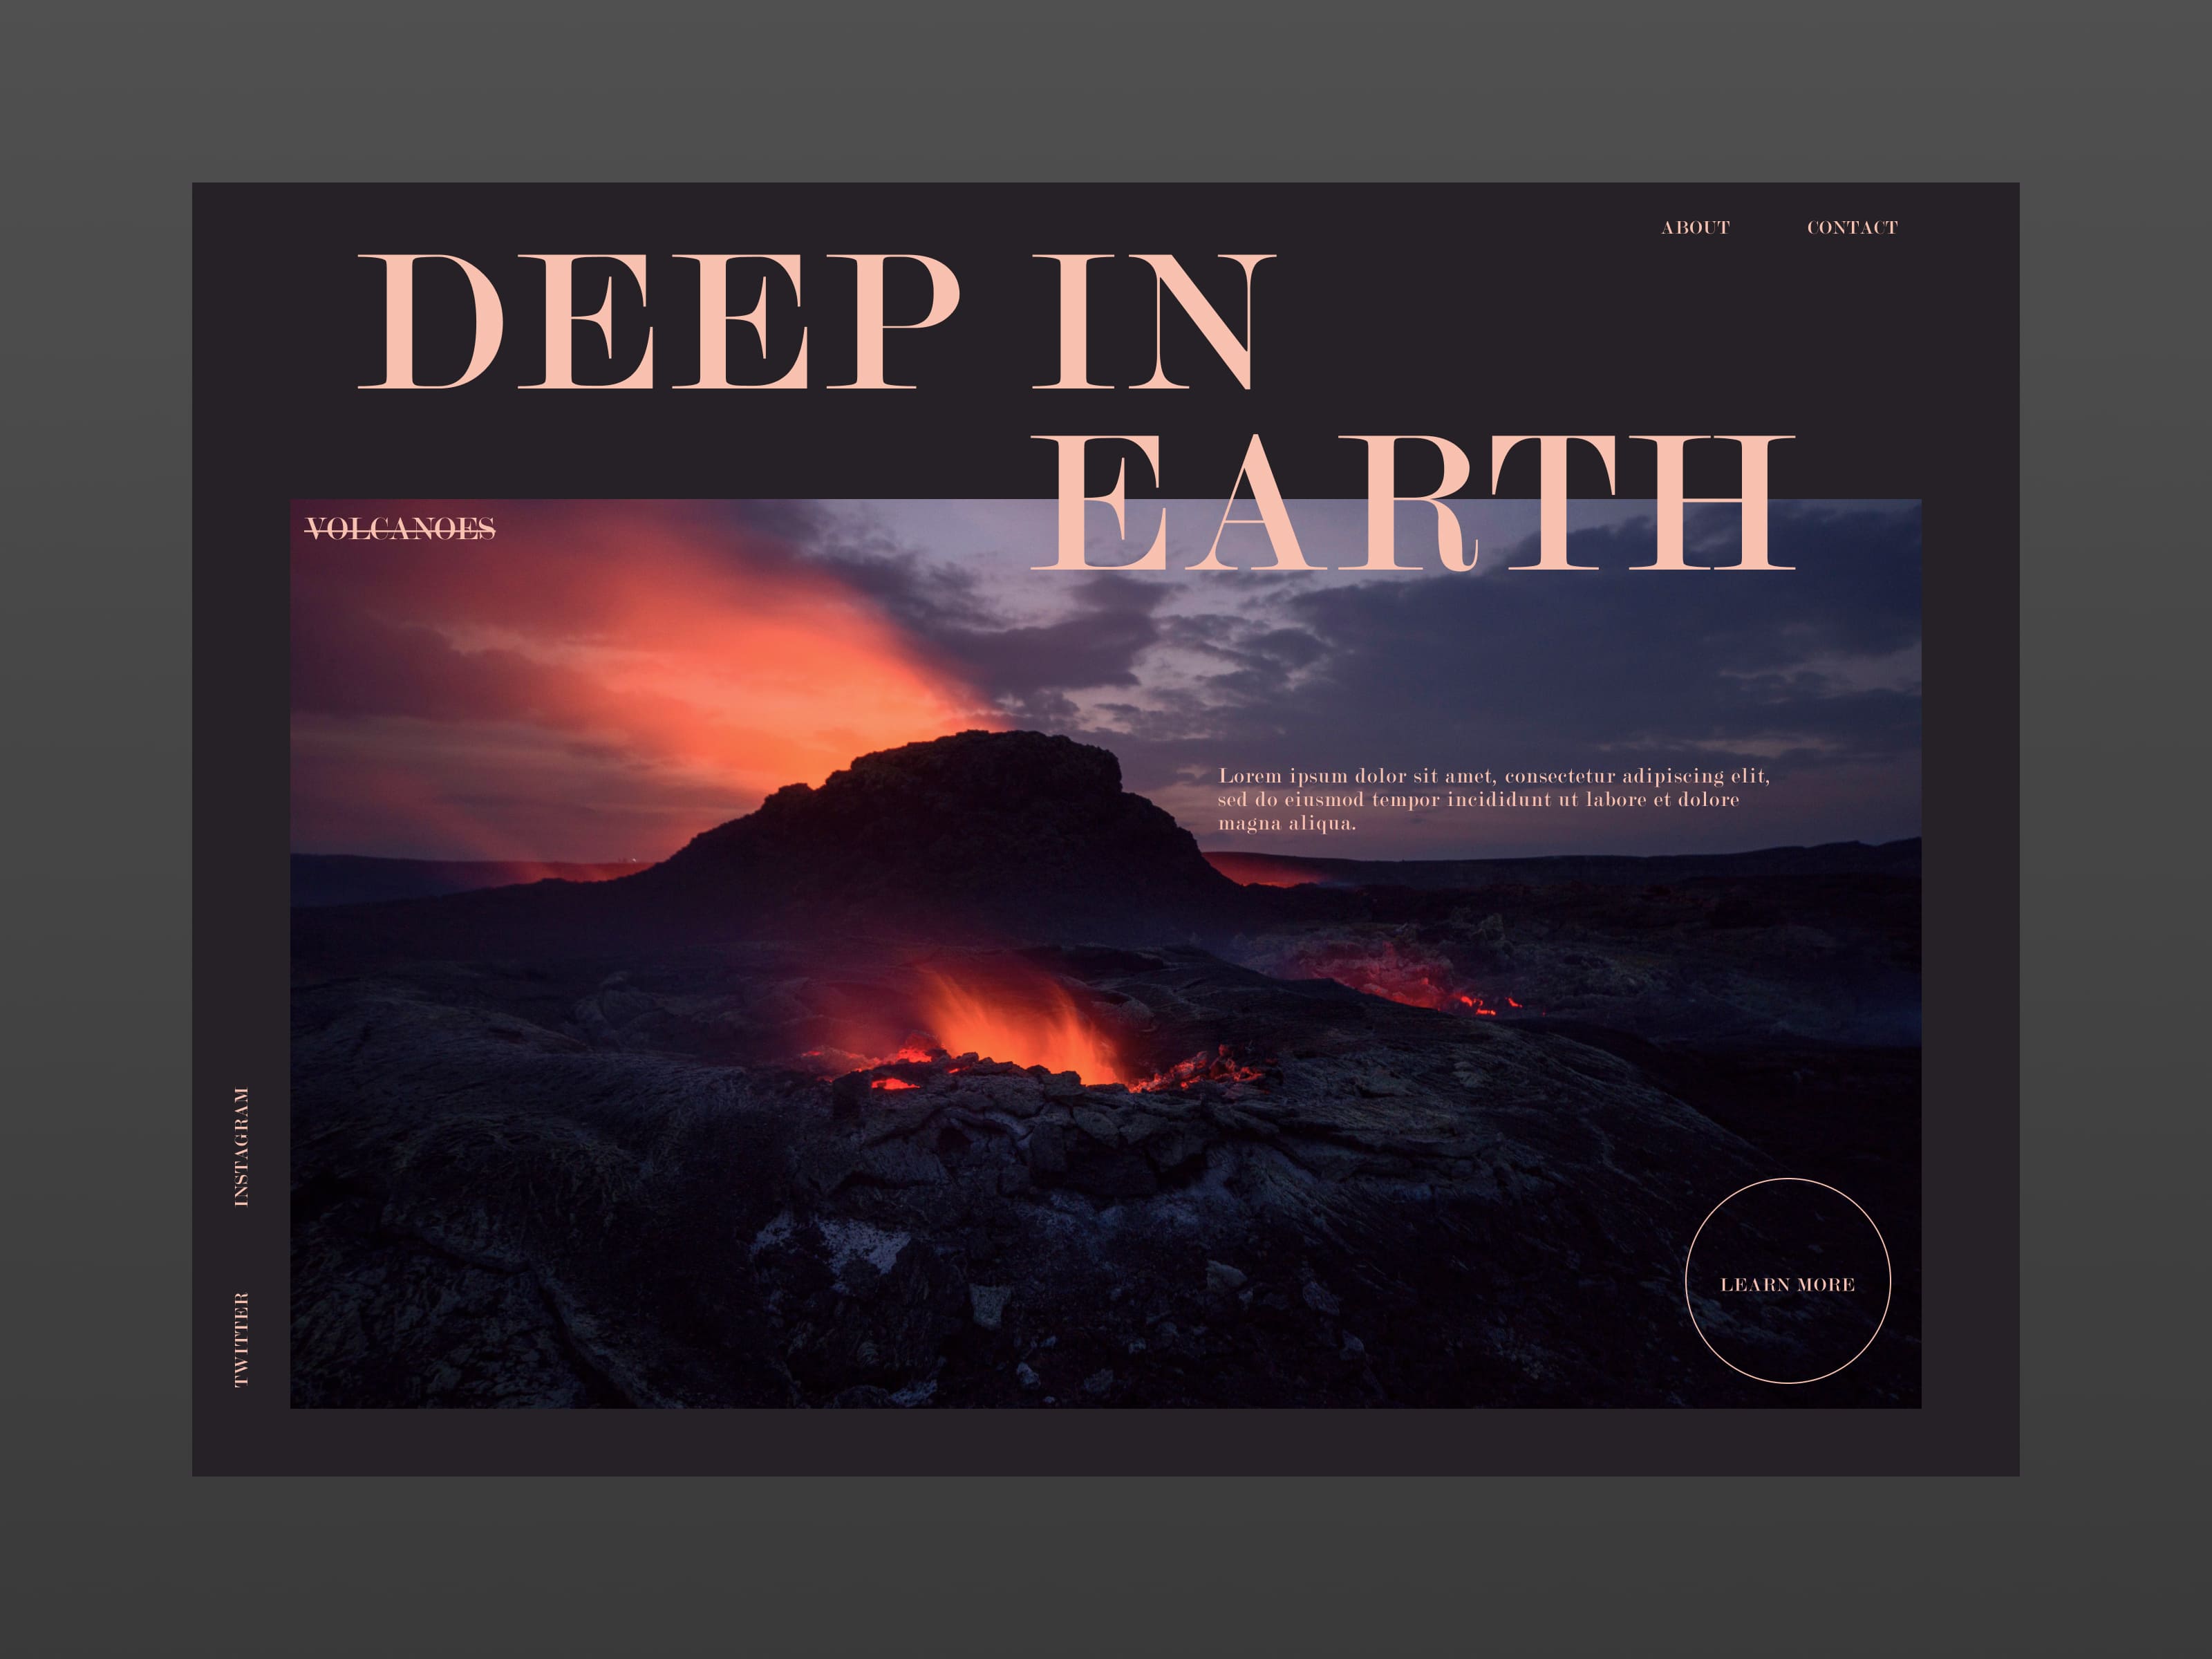 ABOUT
CONTACT
DEEP IN
EARTH
VOLCANOES
Lorem ipsum dolor sit amet, consectetur adipiscing elit,
sed do eiusmod tempor incididunt ut labore et dolore
magna aliqua.
INSTAGRAM
TWITTER
LEARN MORE